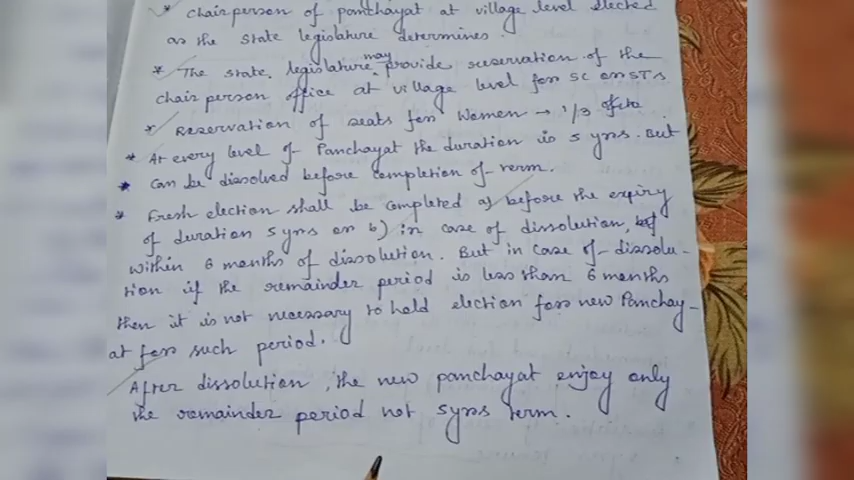 * Chairperson of panchayat at village level elected
as the state legislature determines.
* The state legislature may provide reservation of the
chairperson office at village level for SC or STs
* Reservation of seats for Women → 1/3 of the
* At every level of Panchayat the duration is 5 yrs. But
* can be dissolved before completion of term.
* Fresh election shall be completed a) before the expiry
of duration 5 yrs or b) in case of dissolution,
within 6 months of dissolution. But in case of dissolu-
tion if the remainder period is less than 6 months
then it is not necessary to hold election for new Panchay-
at for such period.
After dissolution, the new panchayat enjoy only
the remainder period not 5yrs term.